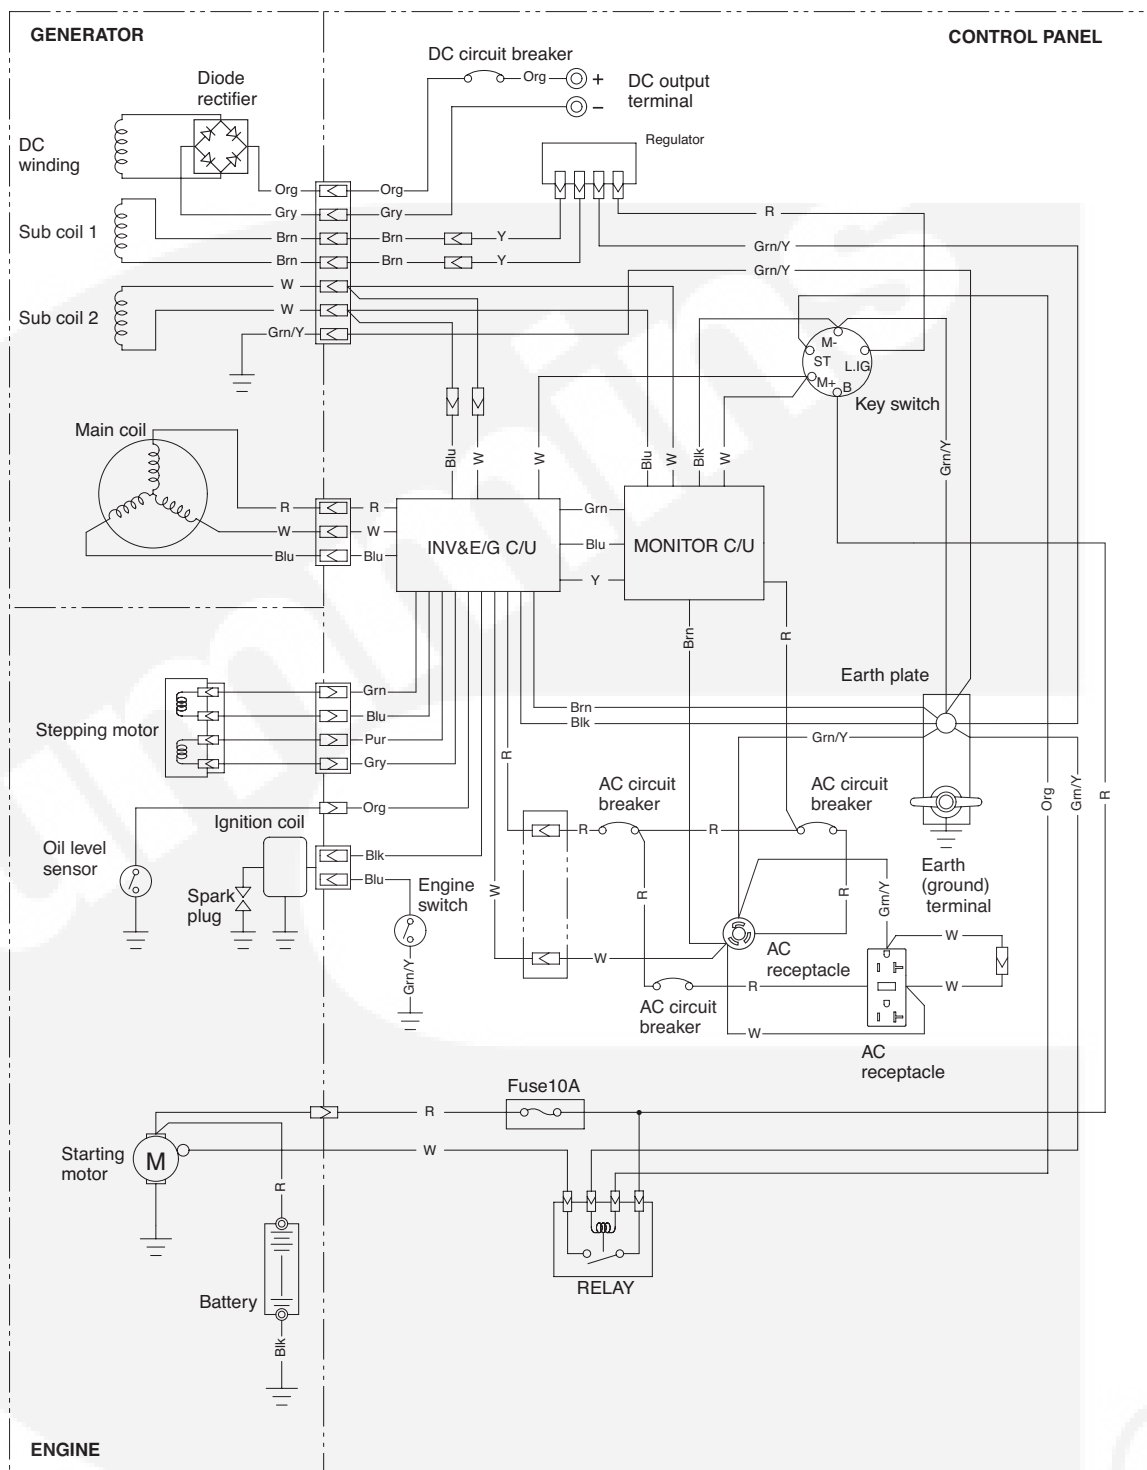 GENERATOR
CONTROL PANEL
DC circuit breaker
Org
+
−
DC output
terminal
Diode
rectifier
DC
winding
Regulator
Org
Org
Gry
Gry
R
Sub coil 1
Brn
Brn
Y
Grn/Y
Brn
Brn
Y
Grn/Y
W
Sub coil 2
W
Grn/Y
M-
ST
L.IG
M+
B
Key switch
Main coil
Blu
W
W
Blu
W
Blk
W
Grn/Y
R
R
W
W
Blu
Blu
INV&E/G C/U
Grn
Blu
Y
MONITOR C/U
Brn
R
Earth plate
Stepping motor
Grn
Blu
Pur
Gry
Brn
Blk
Grn/Y
R
AC circuit
breaker
AC circuit
breaker
Org
Grn/Y
R
Org
Ignition coil
R
R
Oil level
sensor
Blk
Blu
Spark
plug
Engine
switch
Grn/Y
W
R
R
Grn/Y
Earth
(ground)
terminal
W
AC
receptacle
W
W
R
AC circuit
breaker
W
AC
receptacle
Fuse10A
R
Starting
motor
M
W
R
RELAY
Battery
Blk
ENGINE
cummins